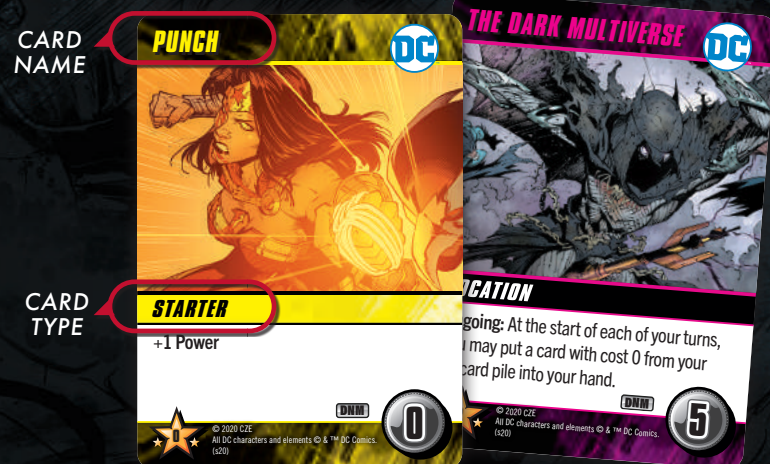 CARD
NAME
PUNCH
DC
CARD
TYPE
STARTER
+1 Power
DNM
0
0
© 2020 CZE
All DC characters and elements © & ™ DC Comics.
(s20)
THE DARK MULTIVERSE
DC
OCATION
going: At the start of each of your turns,
may put a card with cost 0 from your
card pile into your hand.
DNM
5
© 2020 CZE
All DC characters and elements © & ™ DC Comics.
(s20)